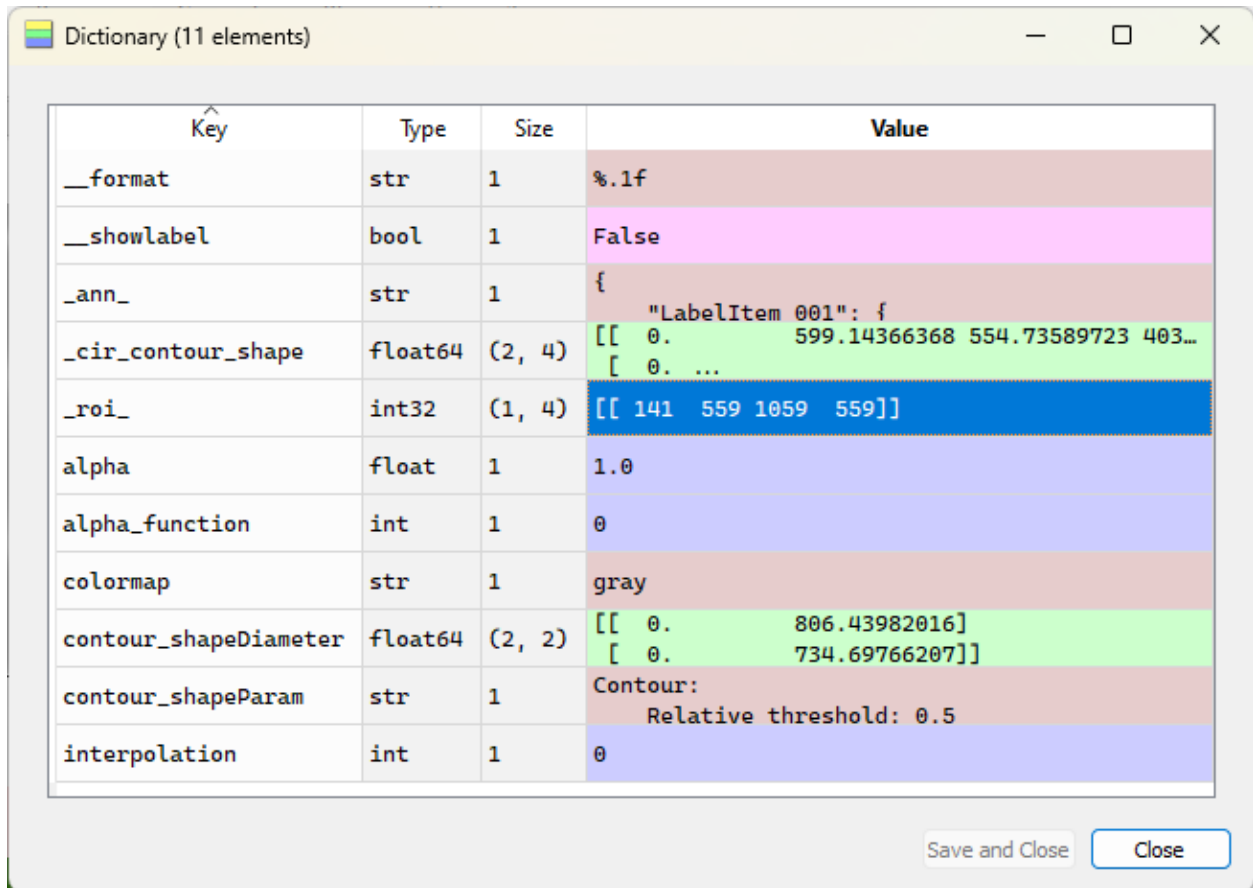 Dictionary (11 elements)
Key Type Size Value
__format str 1 %.1f
__showlabel bool 1 False
_ann_ str 1 {
"LabelItem 001": {
_cir_contour_shape float64 (2, 4) [[ 0. 599.14366368 554.73589723 403…
[ 0. ...
_roi_ int32 (1, 4) [[ 141 559 1059 559]]
alpha float 1 1.0
alpha_function int 1 0
colormap str 1 gray
contour_shapeDiameter float64 (2, 2) [[ 0. 806.43982016]
[ 0. 734.69766207]]
contour_shapeParam str 1 Contour:
Relative threshold: 0.5
interpolation int 1 0
Save and Close Close